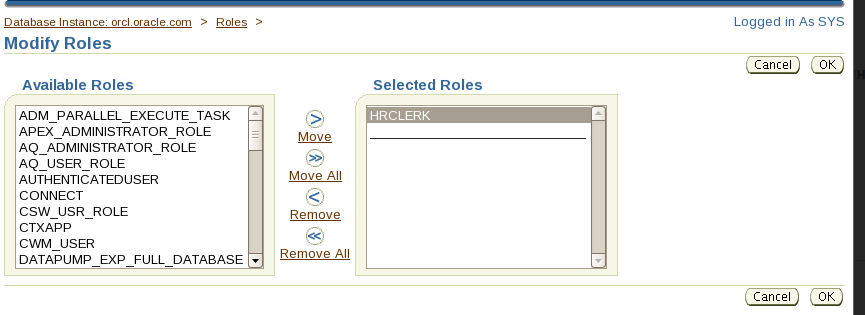 Database Instance: orcl.oracle.com > Roles >
Logged in As SYS
Modify Roles
Cancel OK
Available Roles
ADM_PARALLEL_EXECUTE_TASK
APEX_ADMINISTRATOR_ROLE
AQ_ADMINISTRATOR_ROLE
AQ_USER_ROLE
AUTHENTICATEDUSER
CONNECT
CSW_USR_ROLE
CTXAPP
CWM_USER
DATAPUMP_EXP_FULL_DATABASE
Move
Move All
Remove
Remove All
Selected Roles
HRCLERK
Cancel OK